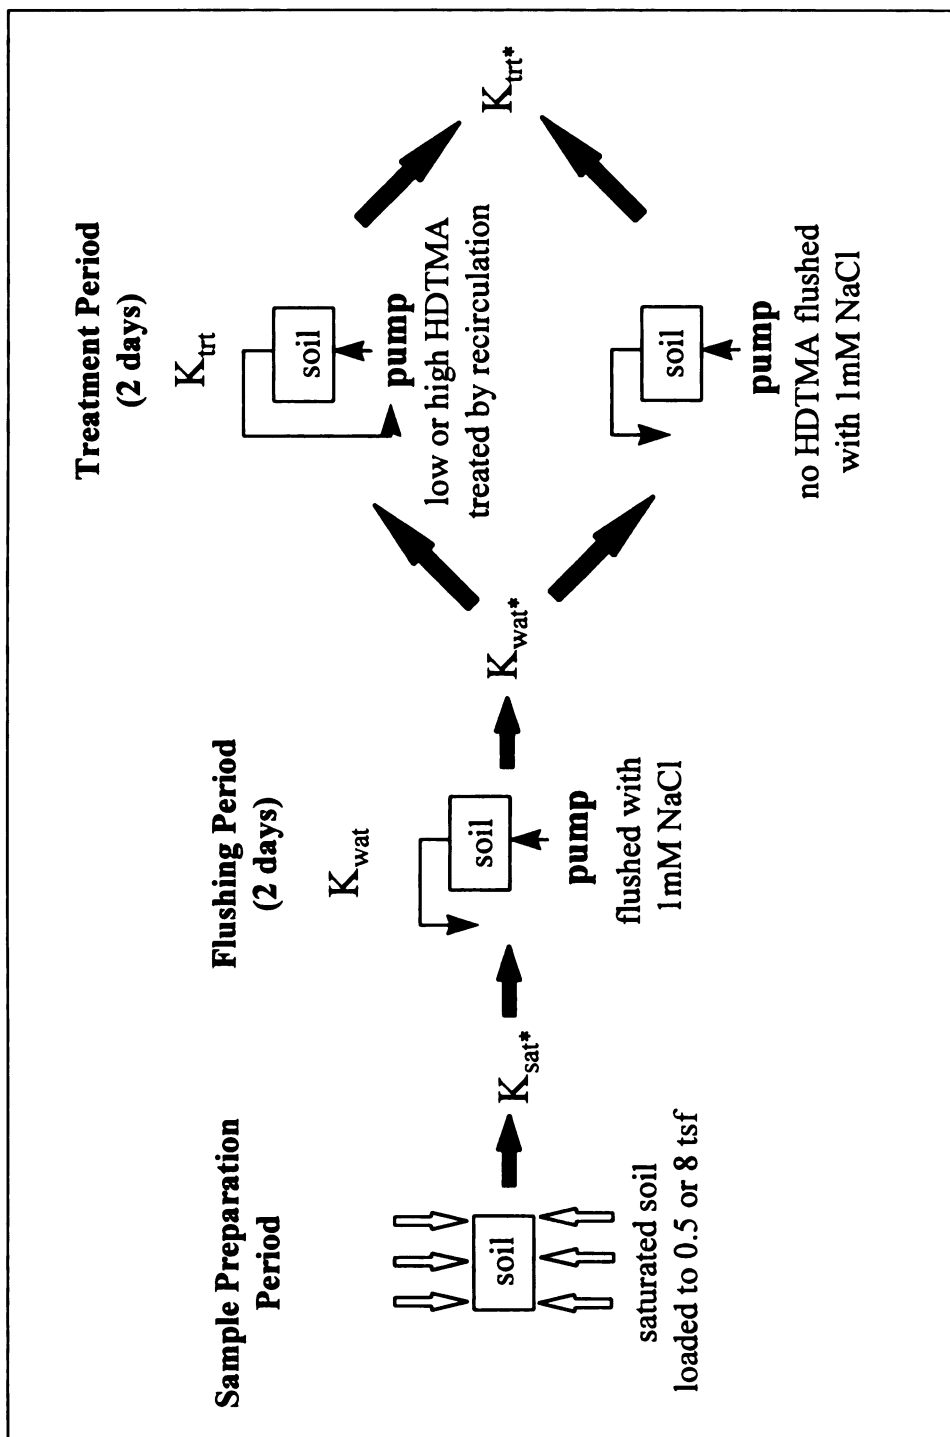 Sample Preparation
Period
soil
saturated soil
loaded to 0.5 or 8 tsf
K_sat*
Flushing Period
(2 days)
K_wat
soil
pump
flushed with
1mM NaCl
K_wat*
Treatment Period
(2 days)
K_trt
soil
pump
low or high HDTMA
treated by recirculation
soil
pump
no HDTMA flushed
with 1mM NaCl
K_trt*